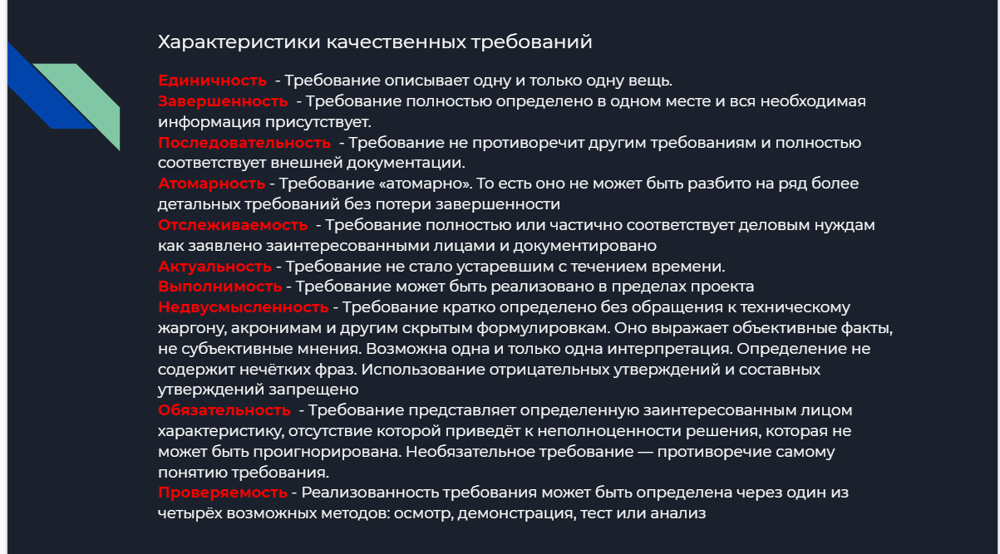 Характеристики качественных требований
Единичность - Требование описывает одну и только одну вещь.
Завершенность - Требование полностью определено в одном месте и вся необходимая
информация присутствует.
Последовательность - Требование не противоречит другим требованиям и полностью
соответствует внешней документации.
Атомарность - Требование «атомарно». То есть оно не может быть разбито на ряд более
детальных требований без потери завершенности
Отслеживаемость - Требование полностью или частично соответствует деловым нуждам
как заявлено заинтересованными лицами и документировано
Актуальность - Требование не стало устаревшим с течением времени.
Выполнимость - Требование может быть реализовано в пределах проекта
Недвусмысленность - Требование кратко определено без обращения к техническому
жаргону, акронимам и другим скрытым формулировкам. Оно выражает объективные факты,
не субъективные мнения. Возможна одна и только одна интерпретация. Определение не
содержит нечётких фраз. Использование отрицательных утверждений и составных
утверждений запрещено
Обязательность - Требование представляет определенную заинтересованным лицом
характеристику, отсутствие которой приведёт к неполноценности решения, которая не
может быть проигнорирована. Необязательное требование — противоречие самому
понятию требования.
Проверяемость - Реализованность требования может быть определена через один из
четырёх возможных методов: осмотр, демонстрация, тест или анализ